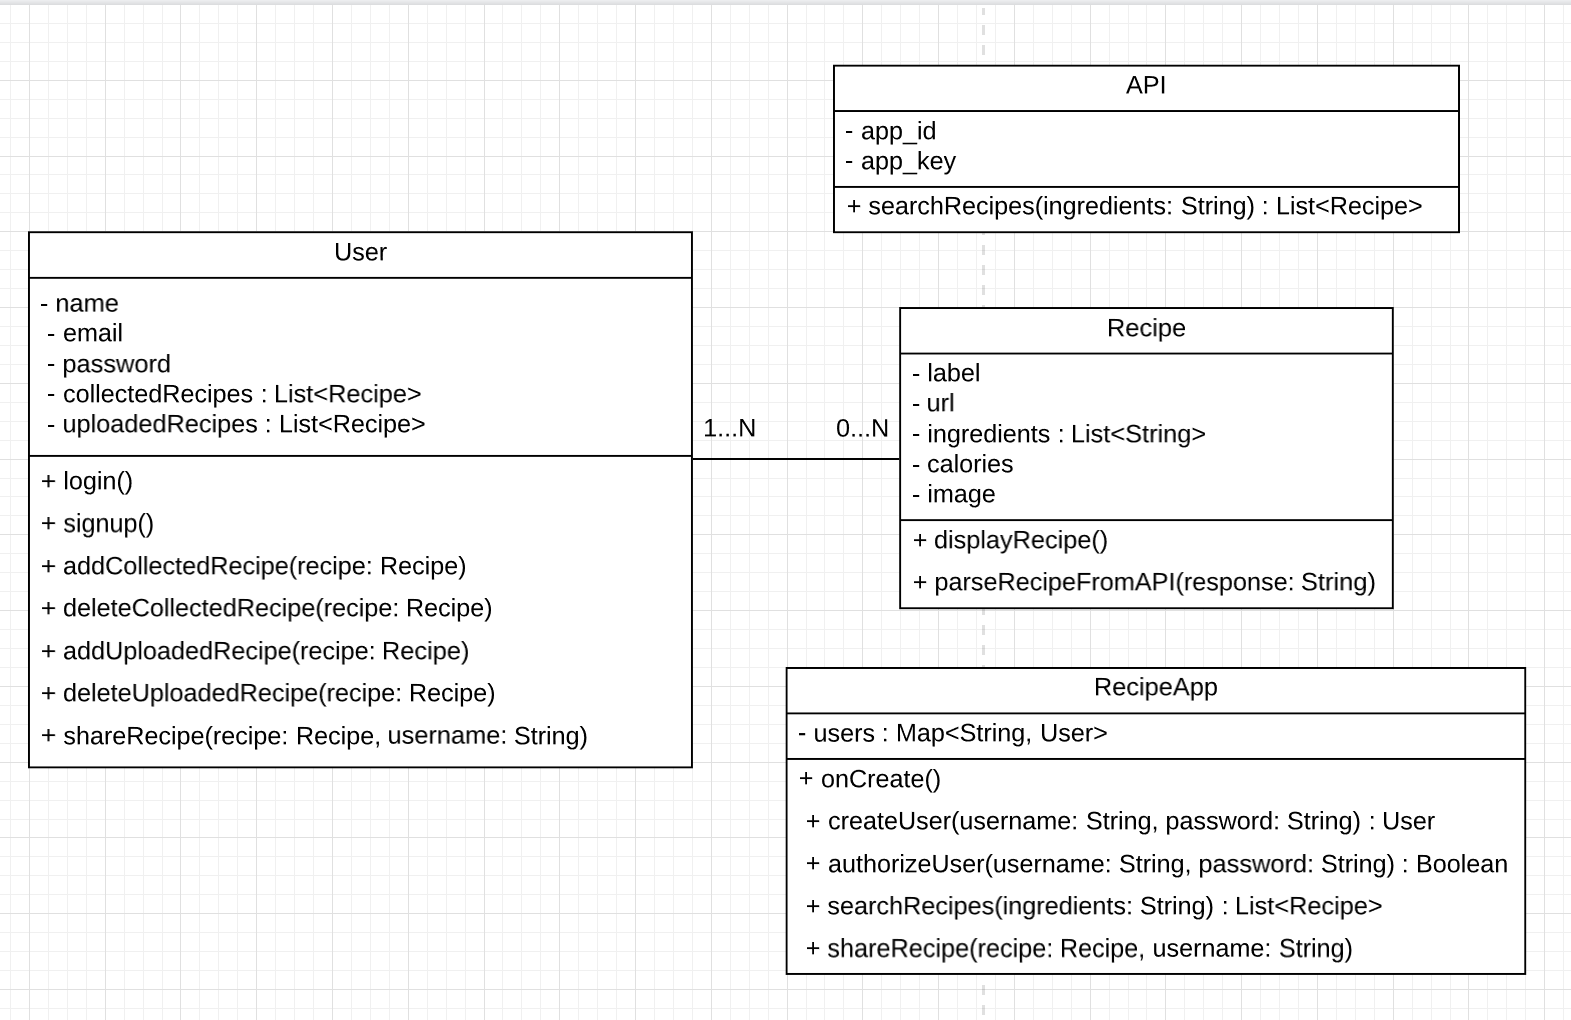 API
- app_id
- app_key
+ searchRecipes(ingredients: String) : List<Recipe>
User
- name
- email
- password
- collectedRecipes : List<Recipe>
- uploadedRecipes : List<Recipe>
+ login()
+ signup()
+ addCollectedRecipe(recipe: Recipe)
+ deleteCollectedRecipe(recipe: Recipe)
+ addUploadedRecipe(recipe: Recipe)
+ deleteUploadedRecipe(recipe: Recipe)
+ shareRecipe(recipe: Recipe, username: String)
1...N
0...N
Recipe
- label
- url
- ingredients : List<String>
- calories
- image
+ displayRecipe()
+ parseRecipeFromAPI(response: String)
RecipeApp
- users : Map<String, User>
+ onCreate()
+ createUser(username: String, password: String) : User
+ authorizeUser(username: String, password: String) : Boolean
+ searchRecipes(ingredients: String) : List<Recipe>
+ shareRecipe(recipe: Recipe, username: String)